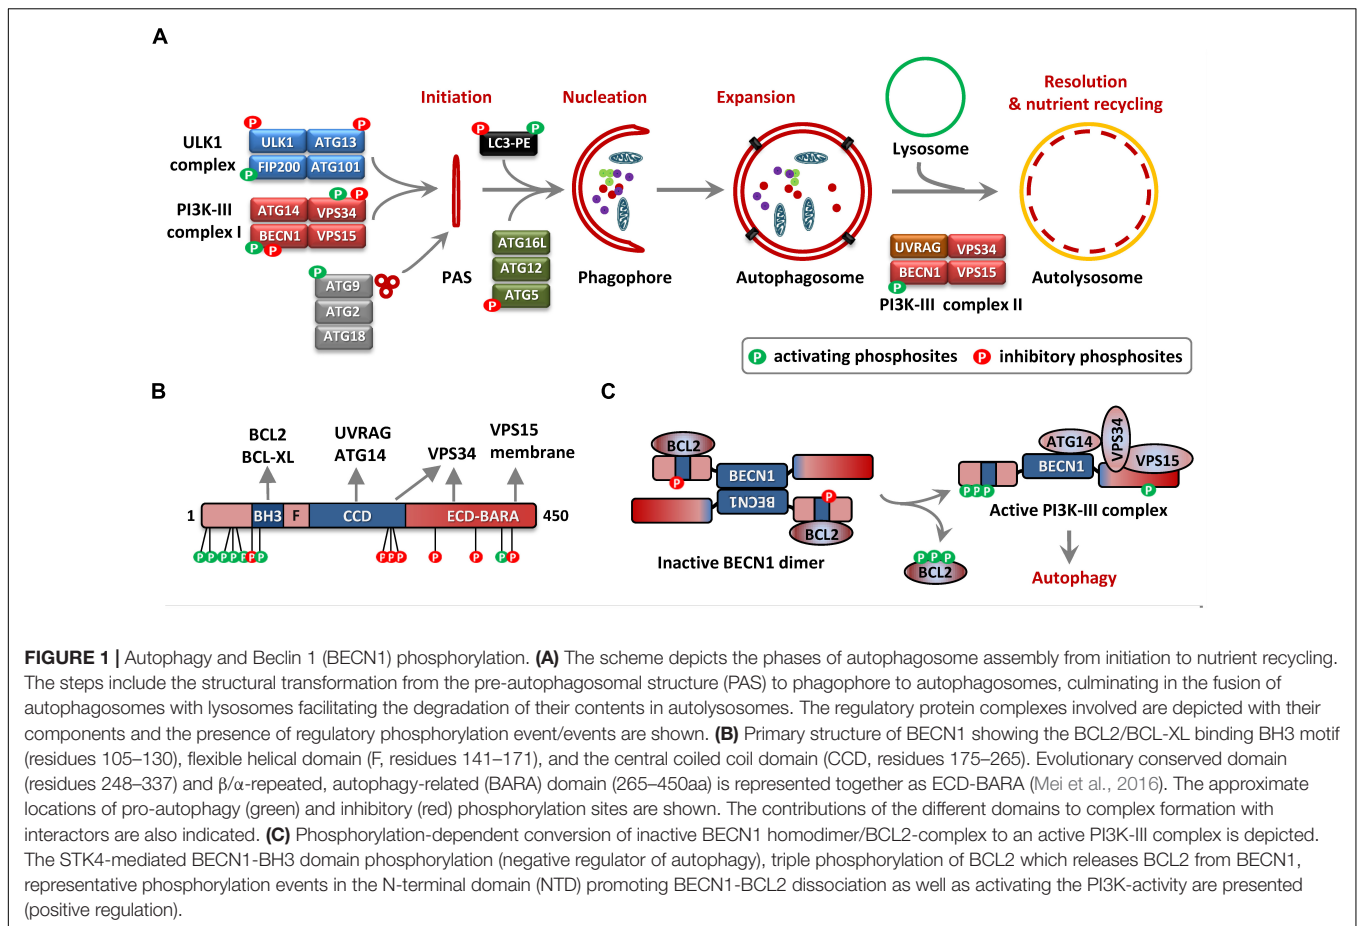 A
Initiation
Nucleation
Expansion
Resolution
& nutrient recycling
ULK1
complex
P
P
ULK1 ATG13
FIP200 ATG101
P
PI3K-III
complex I
P P
ATG14 VPS34
BECN1 VPS15
P P
P
ATG9
ATG2
ATG18
PAS
P P
LC3-PE
ATG16L
ATG12
ATG5
P
Phagophore
Autophagosome
Lysosome
UVRAG VPS34
BECN1 VPS15
P
PI3K-III complex II
Autolysosome
P activating phosphosites P inhibitory phosphosites
B
BCL2
BCL-XL
UVRAG
ATG14
VPS34
VPS15
membrane
1 BH3 F CCD ECD-BARA 450
P P P P P P P P P P P P P P
C
BCL2
P
BECN1
BECN1
P
BCL2
Inactive BECN1 dimer
P P P
BCL2
ATG14
VPS34
VPS15
BECN1
P P P
P
Active PI3K-III complex
Autophagy
FIGURE 1 | Autophagy and Beclin 1 (BECN1) phosphorylation. (A) The scheme depicts the phases of autophagosome assembly from initiation to nutrient recycling.
The steps include the structural transformation from the pre-autophagosomal structure (PAS) to phagophore to autophagosomes, culminating in the fusion of
autophagosomes with lysosomes facilitating the degradation of their contents in autolysosomes. The regulatory protein complexes involved are depicted with their
components and the presence of regulatory phosphorylation event/events are shown. (B) Primary structure of BECN1 showing the BCL2/BCL-XL binding BH3 motif
(residues 105–130), flexible helical domain (F, residues 141–171), and the central coiled coil domain (CCD, residues 175–265). Evolutionary conserved domain
(residues 248–337) and β/α-repeated, autophagy-related (BARA) domain (265–450aa) is represented together as ECD-BARA (Mei et al., 2016). The approximate
locations of pro-autophagy (green) and inhibitory (red) phosphorylation sites are shown. The contributions of the different domains to complex formation with
interactors are also indicated. (C) Phosphorylation-dependent conversion of inactive BECN1 homodimer/BCL2-complex to an active PI3K-III complex is depicted.
The STK4-mediated BECN1-BH3 domain phosphorylation (negative regulator of autophagy), triple phosphorylation of BCL2 which releases BCL2 from BECN1,
representative phosphorylation events in the N-terminal domain (NTD) promoting BECN1-BCL2 dissociation as well as activating the PI3K-activity are presented
(positive regulation).